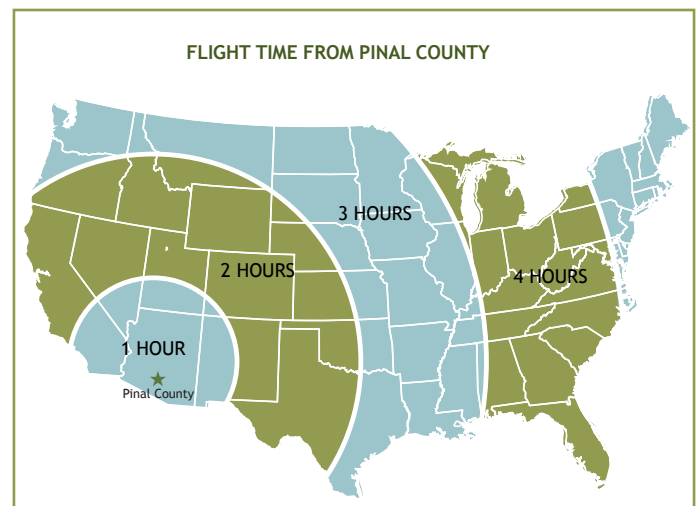 FLIGHT TIME FROM PINAL COUNTY
3 HOURS
2 HOURS
4 HOURS
1 HOUR
Pinal County